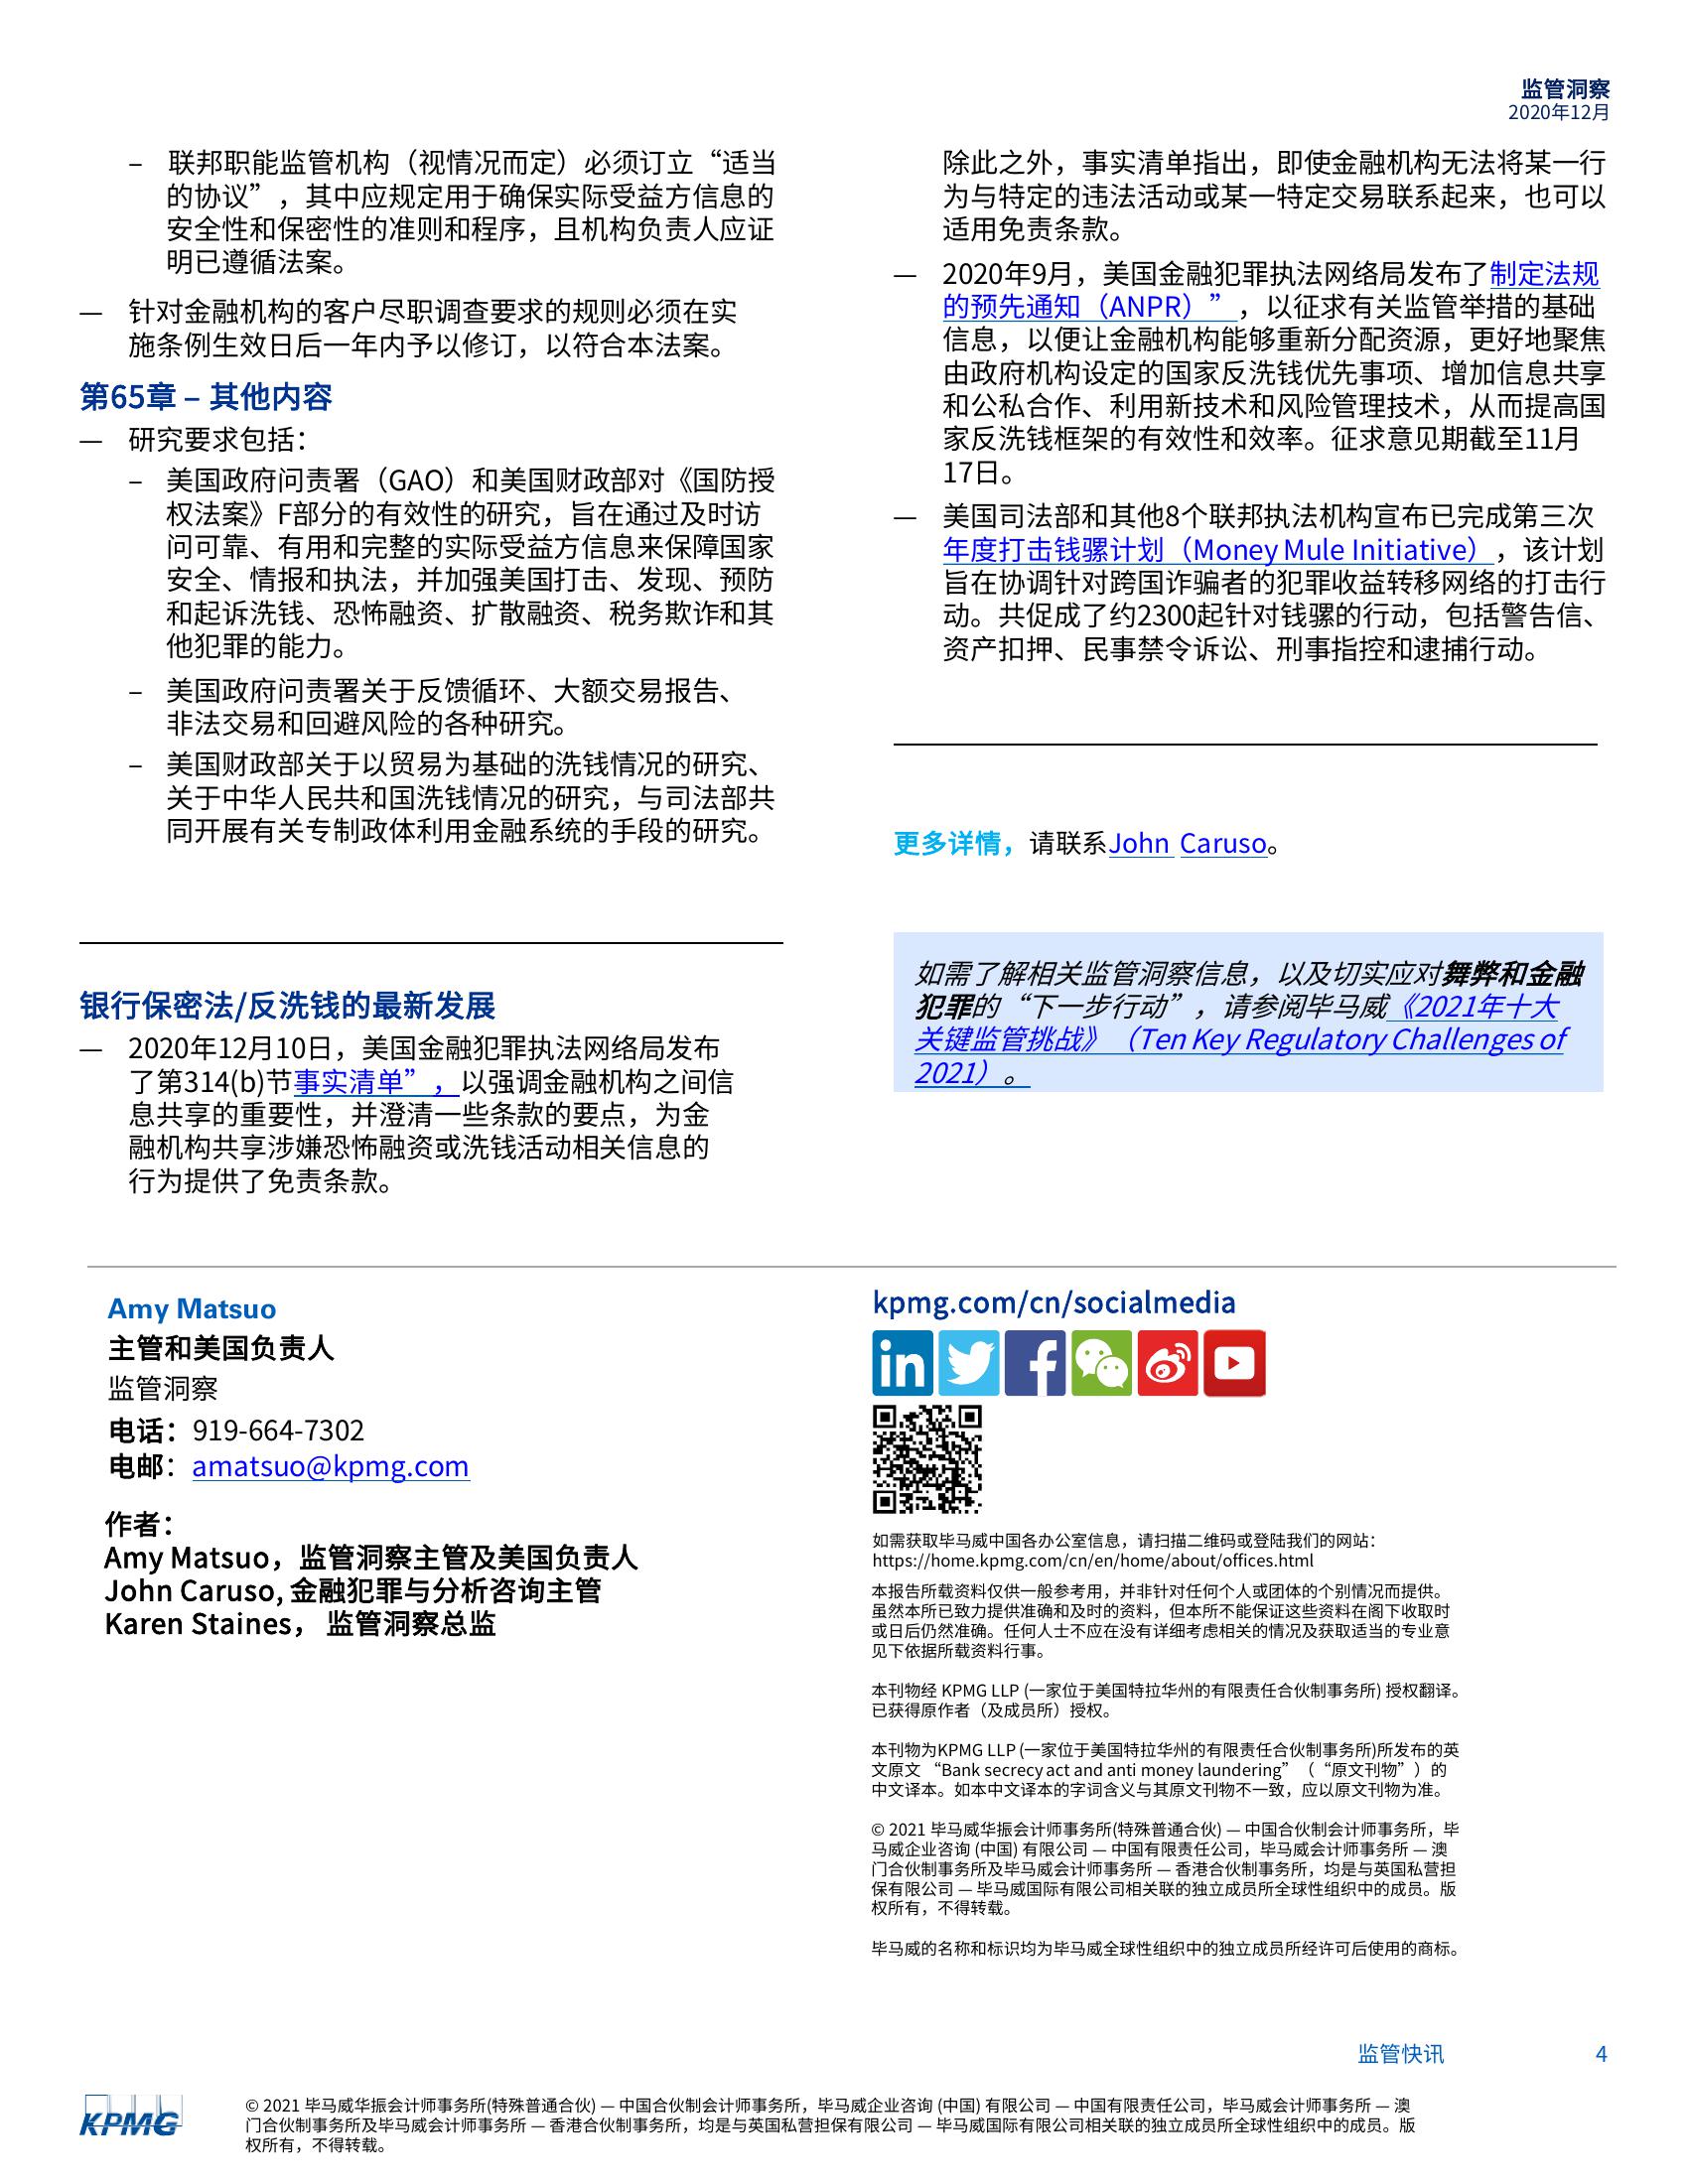 监管洞察
2020年12月
– 联邦职能监管机构（视情况而定）必须订立“适当
的协议”，其中应规定用于确保实际受益方信息的
安全性和保密性的准则和程序，且机构负责人应证
明已遵循法案。
— 针对金融机构的客户尽职调查要求的规则必须在实
施条例生效日后一年内予以修订，以符合本法案。
第65章 – 其他内容
— 研究要求包括：
– 美国政府问责署（GAO）和美国财政部对《国防授
权法案》F部分的有效性的研究，旨在通过及时访
问可靠、有用和完整的实际受益方信息来保障国家
安全、情报和执法，并加强美国打击、发现、预防
和起诉洗钱、恐怖融资、扩散融资、税务欺诈和其
他犯罪的能力。
– 美国政府问责署关于反馈循环、大额交易报告、
非法交易和回避风险的各种研究。
– 美国财政部关于以贸易为基础的洗钱情况的研究、
关于中华人民共和国洗钱情况的研究，与司法部共
同开展有关专制政体利用金融系统的手段的研究。
银行保密法/反洗钱的最新发展
— 2020年12月10日，美国金融犯罪执法网络局发布
了第314(b)节事实清单”，以强调金融机构之间信
息共享的重要性，并澄清一些条款的要点，为金
融机构共享涉嫌恐怖融资或洗钱活动相关信息的
行为提供了免责条款。
除此之外，事实清单指出，即使金融机构无法将某一行
为与特定的违法活动或某一特定交易联系起来，也可以
适用免责条款。
— 2020年9月，美国金融犯罪执法网络局发布了制定法规
的预先通知（ANPR）”，以征求有关监管举措的基础
信息，以便让金融机构能够重新分配资源，更好地聚焦
由政府机构设定的国家反洗钱优先事项、增加信息共享
和公私合作、利用新技术和风险管理技术，从而提高国
家反洗钱框架的有效性和效率。征求意见期截至11月
17日。
— 美国司法部和其他8个联邦执法机构宣布已完成第三次
年度打击钱骡计划（Money Mule Initiative），该计划
旨在协调针对跨国诈骗者的犯罪收益转移网络的打击行
动。共促成了约2300起针对钱骡的行动，包括警告信、
资产扣押、民事禁令诉讼、刑事指控和逮捕行动。
更多详情，请联系John Caruso。
如需了解相关监管洞察信息，以及切实应对舞弊和金融
犯罪的“下一步行动”，请参阅毕马威《2021年十大
关键监管挑战》（Ten Key Regulatory Challenges of
2021）。
Amy Matsuo
主管和美国负责人
监管洞察
电话：919-664-7302
电邮：amatsuo@kpmg.com
作者：
Amy Matsuo，监管洞察主管及美国负责人
John Caruso, 金融犯罪与分析咨询主管
Karen Staines， 监管洞察总监
kpmg.com/cn/socialmedia
如需获取毕马威中国各办公室信息，请扫描二维码或登陆我们的网站：
https://home.kpmg.com/cn/en/home/about/offices.html
本报告所载资料仅供一般参考用，并非针对任何个人或团体的个别情况而提供。
虽然本所已致力提供准确和及时的资料，但本所不能保证这些资料在阁下收取时
或日后仍然准确。任何人士不应在没有详细考虑相关的情况及获取适当的专业意
见下依据所载资料行事。
本刊物经 KPMG LLP (一家位于美国特拉华州的有限责任合伙制事务所) 授权翻译。
已获得原作者（及成员所）授权。
本刊物为KPMG LLP (一家位于美国特拉华州的有限责任合伙制事务所)所发布的英
文原文 “Bank secrecy act and anti money laundering”（“原文刊物”）的
中文译本。如本中文译本的字词含义与其原文刊物不一致，应以原文刊物为准。
© 2021 毕马威华振会计师事务所(特殊普通合伙) — 中国合伙制会计师事务所，毕
马威企业咨询 (中国) 有限公司 — 中国有限责任公司，毕马威会计师事务所 — 澳
门合伙制事务所及毕马威会计师事务所 — 香港合伙制事务所，均是与英国私营担
保有限公司 — 毕马威国际有限公司相关联的独立成员所全球性组织中的成员。版
权所有，不得转载。
毕马威的名称和标识均为毕马威全球性组织中的独立成员所经许可后使用的商标。
监管快讯 4
KPMG
© 2021 毕马威华振会计师事务所(特殊普通合伙) — 中国合伙制会计师事务所，毕马威企业咨询 (中国) 有限公司 — 中国有限责任公司，毕马威会计师事务所 — 澳
门合伙制事务所及毕马威会计师事务所 — 香港合伙制事务所，均是与英国私营担保有限公司 — 毕马威国际有限公司相关联的独立成员所全球性组织中的成员。版
权所有，不得转载。